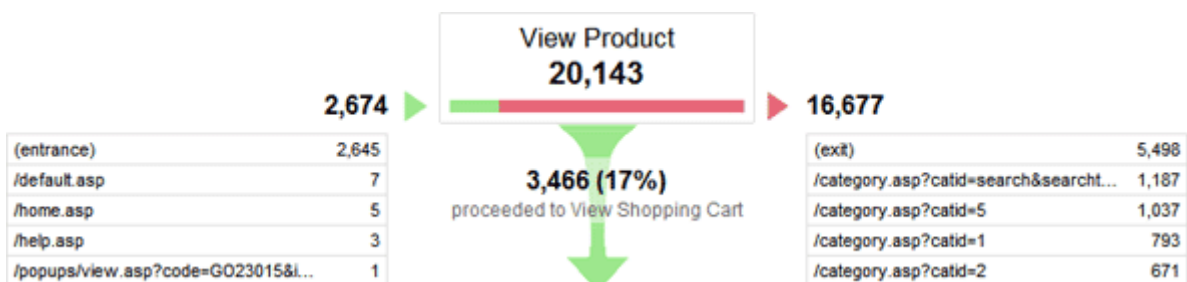 View Product
20,143
2,674
16,677
(entrance) 2,645
/default.asp 7
/home.asp 5
/help.asp 3
/popups/view.asp?code=GO23015&i... 1
3,466 (17%)
proceeded to View Shopping Cart
(exit) 5,498
/category.asp?catid=search&searcht... 1,187
/category.asp?catid=5 1,037
/category.asp?catid=1 793
/category.asp?catid=2 671